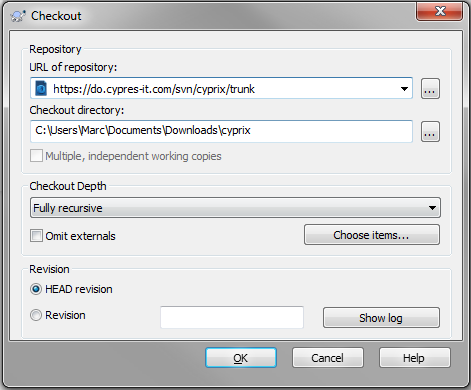 Checkout
Repository
URL of repository:
https://do.cypres-it.com/svn/cyprix/trunk
...
Checkout directory:
C:\Users\Marc\Documents\Downloads\cyprix
...
Multiple, independent working copies
Checkout Depth
Fully recursive
Omit externals
Choose items...
Revision
HEAD revision
Revision
Show log
OK
Cancel
Help